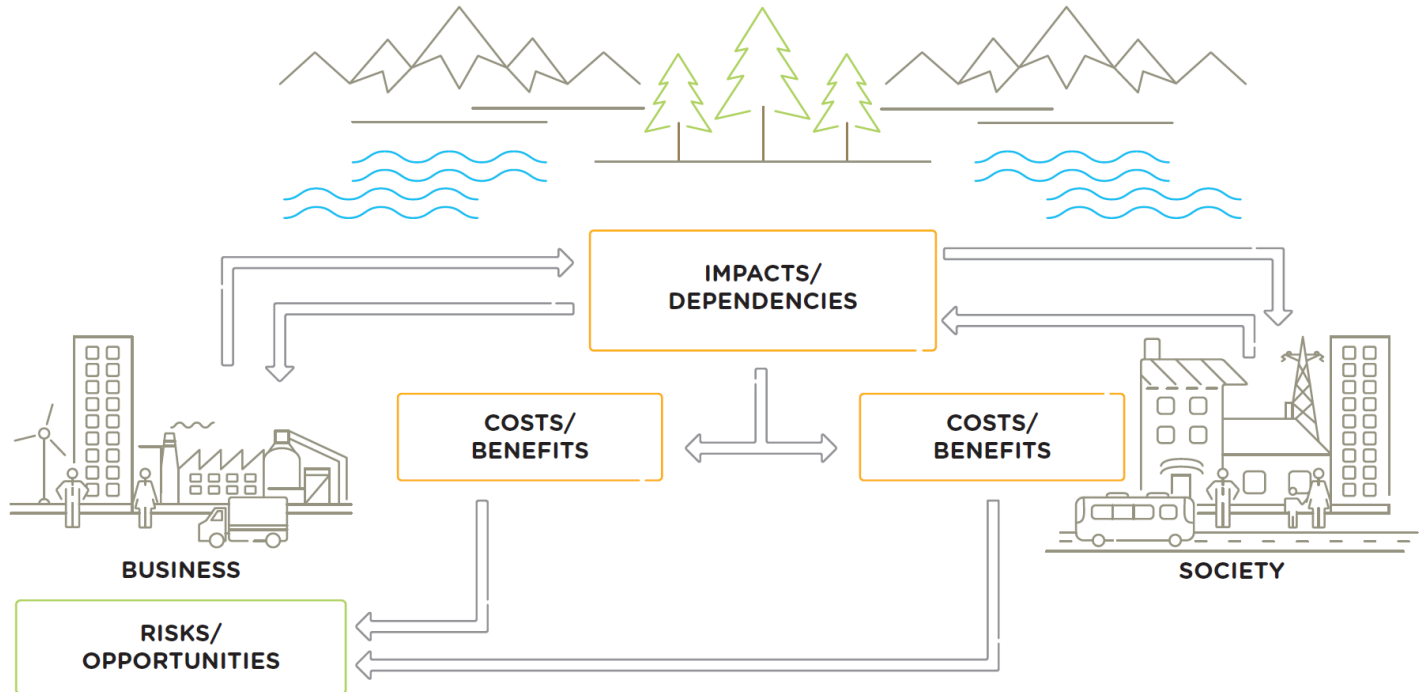 IMPACTS/
DEPENDENCIES
COSTS/
BENEFITS
COSTS/
BENEFITS
BUSINESS
SOCIETY
RISKS/
OPPORTUNITIES